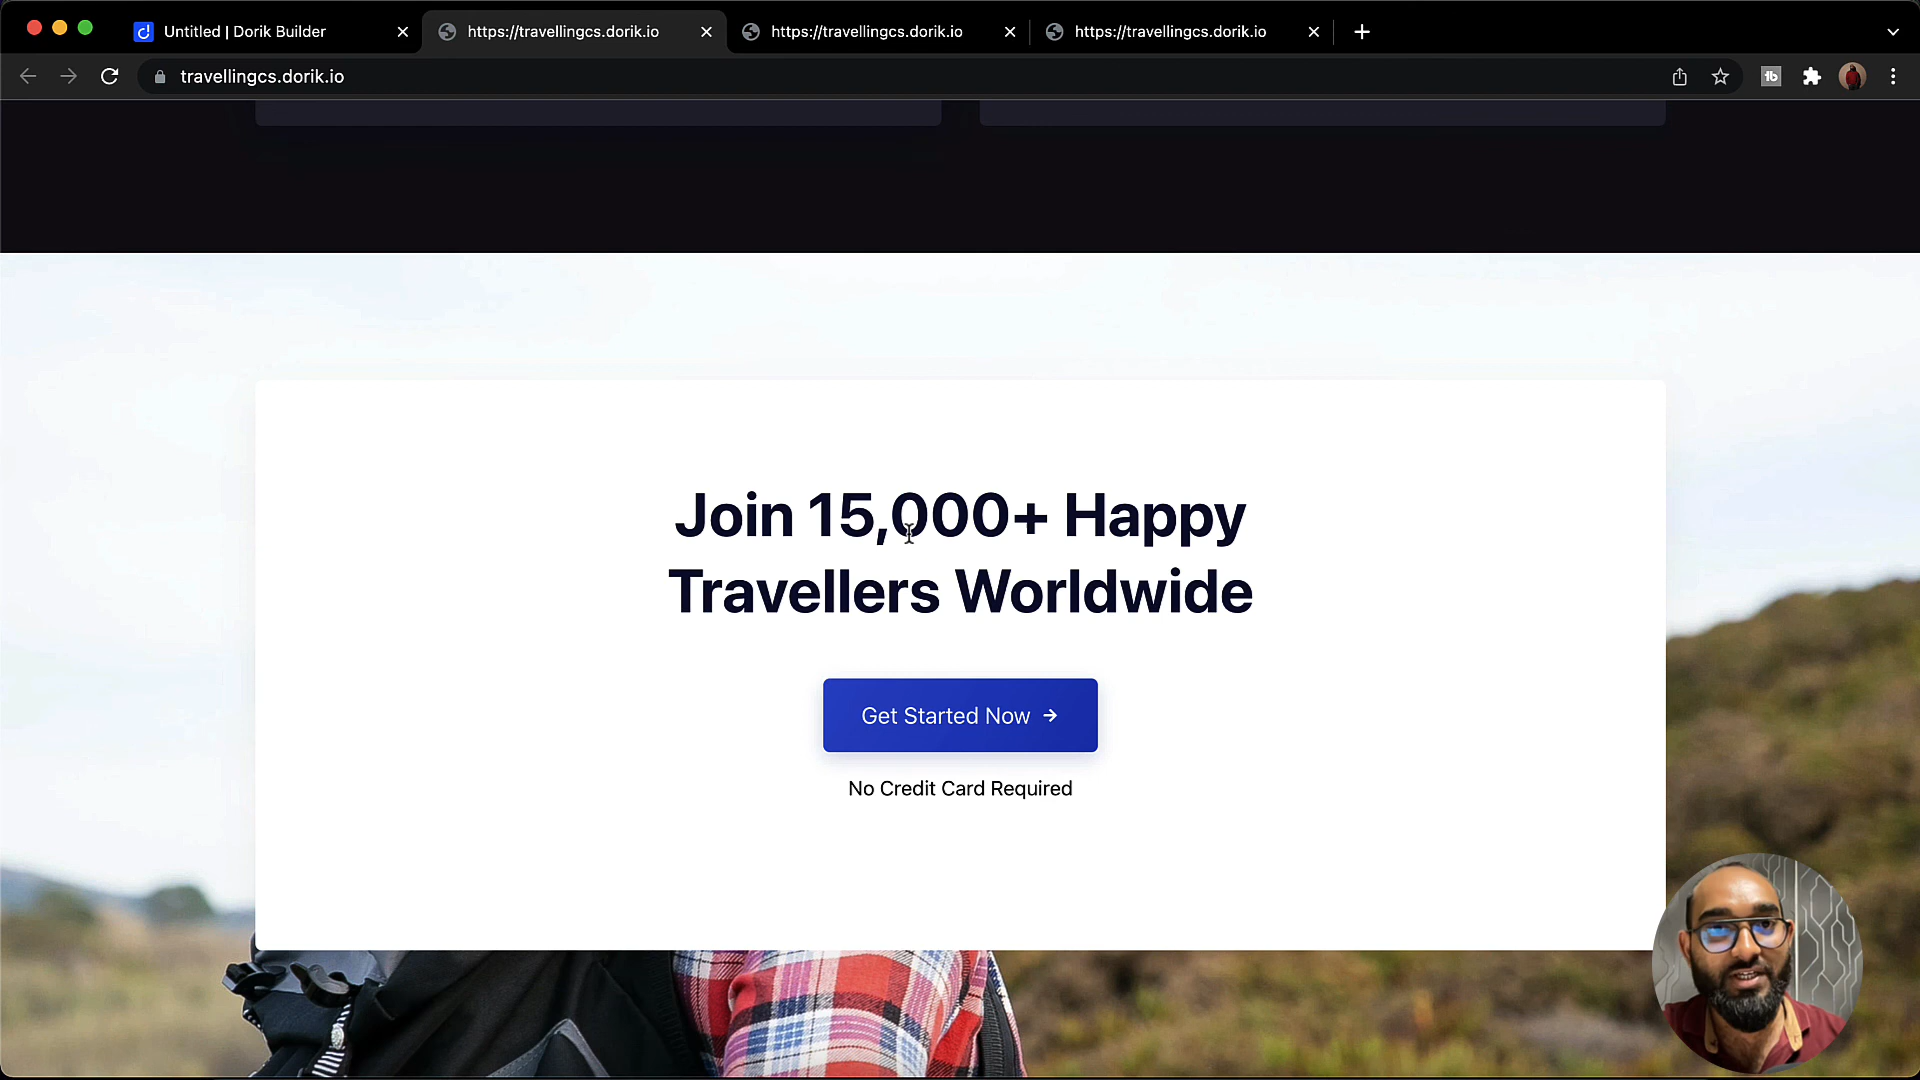 Untitled | Dorik Builder
https://travellingcs.dorik.io
https://travellingcs.dorik.io
https://travellingcs.dorik.io
travellingcs.dorik.io
tb
Join 15,000+ Happy
Travellers Worldwide
Get Started Now →
No Credit Card Required